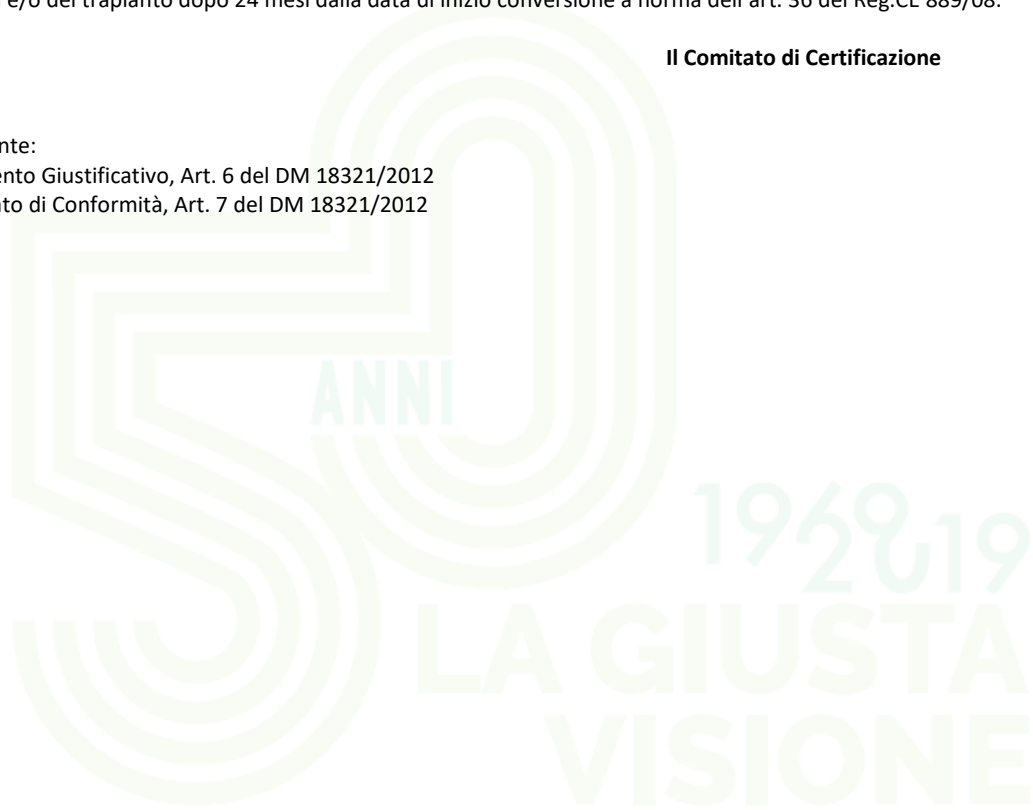 e/o del trapianto dopo 24 mesi dalla data di inizio conversione a norma dell'art. 36 del Reg.CE 889/08.
Il Comitato di Certificazione
nte:
nto Giustificativo, Art. 6 del DM 18321/2012
to di Conformità, Art. 7 del DM 18321/2012
50
ANNI
1969
2019
LA GIUSTA
VISIONE